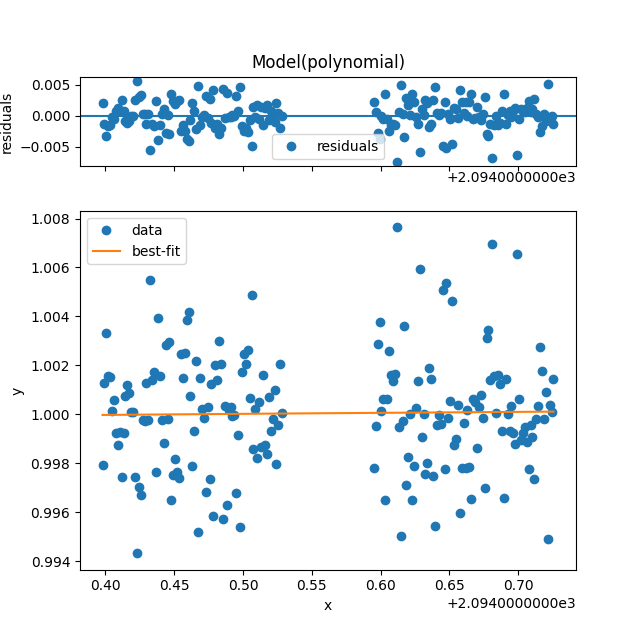 Model(polynomial)
residuals
0.005
0.000
−0.005
residuals
+2.0940000000e3
y
1.008
1.006
1.004
1.002
1.000
0.998
0.996
0.994
data
best-fit
0.40 0.45 0.50 0.55 0.60 0.65 0.70
x
+2.0940000000e3